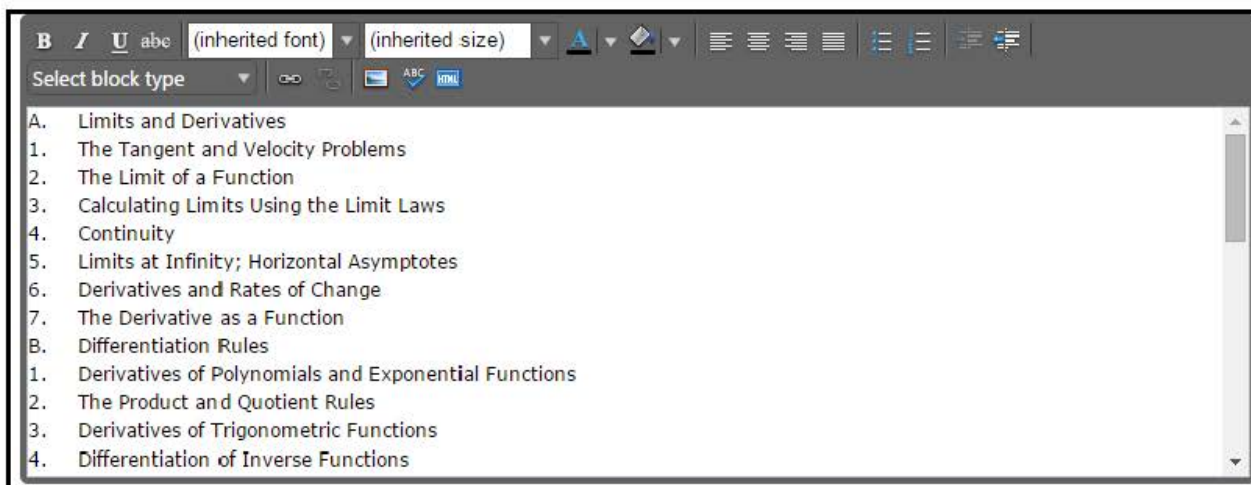 B I U abc (inherited font) (inherited size) A
Select block type ABC HTML
A. Limits and Derivatives
1. The Tangent and Velocity Problems
2. The Limit of a Function
3. Calculating Limits Using the Limit Laws
4. Continuity
5. Limits at Infinity; Horizontal Asymptotes
6. Derivatives and Rates of Change
7. The Derivative as a Function
B. Differentiation Rules
1. Derivatives of Polynomials and Exponential Functions
2. The Product and Quotient Rules
3. Derivatives of Trigonometric Functions
4. Differentiation of Inverse Functions